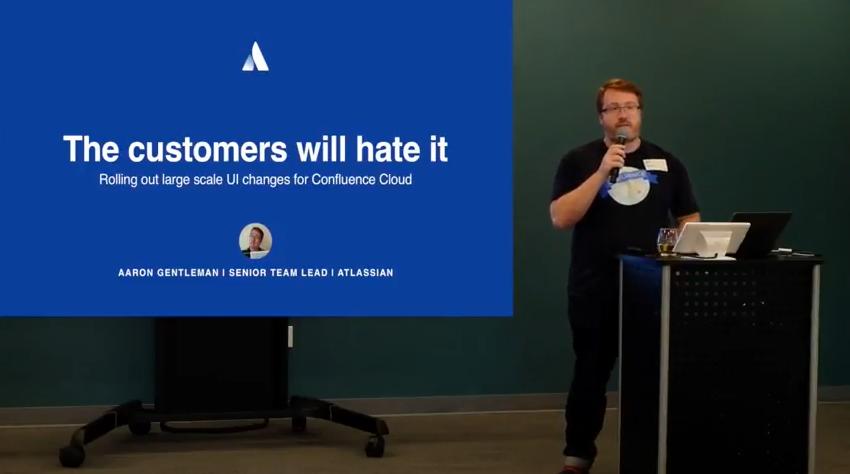 The customers will hate it
Rolling out large scale UI changes for Confluence Cloud
AARON GENTLEMAN I SENIOR TEAM LEAD I ATLASSIAN